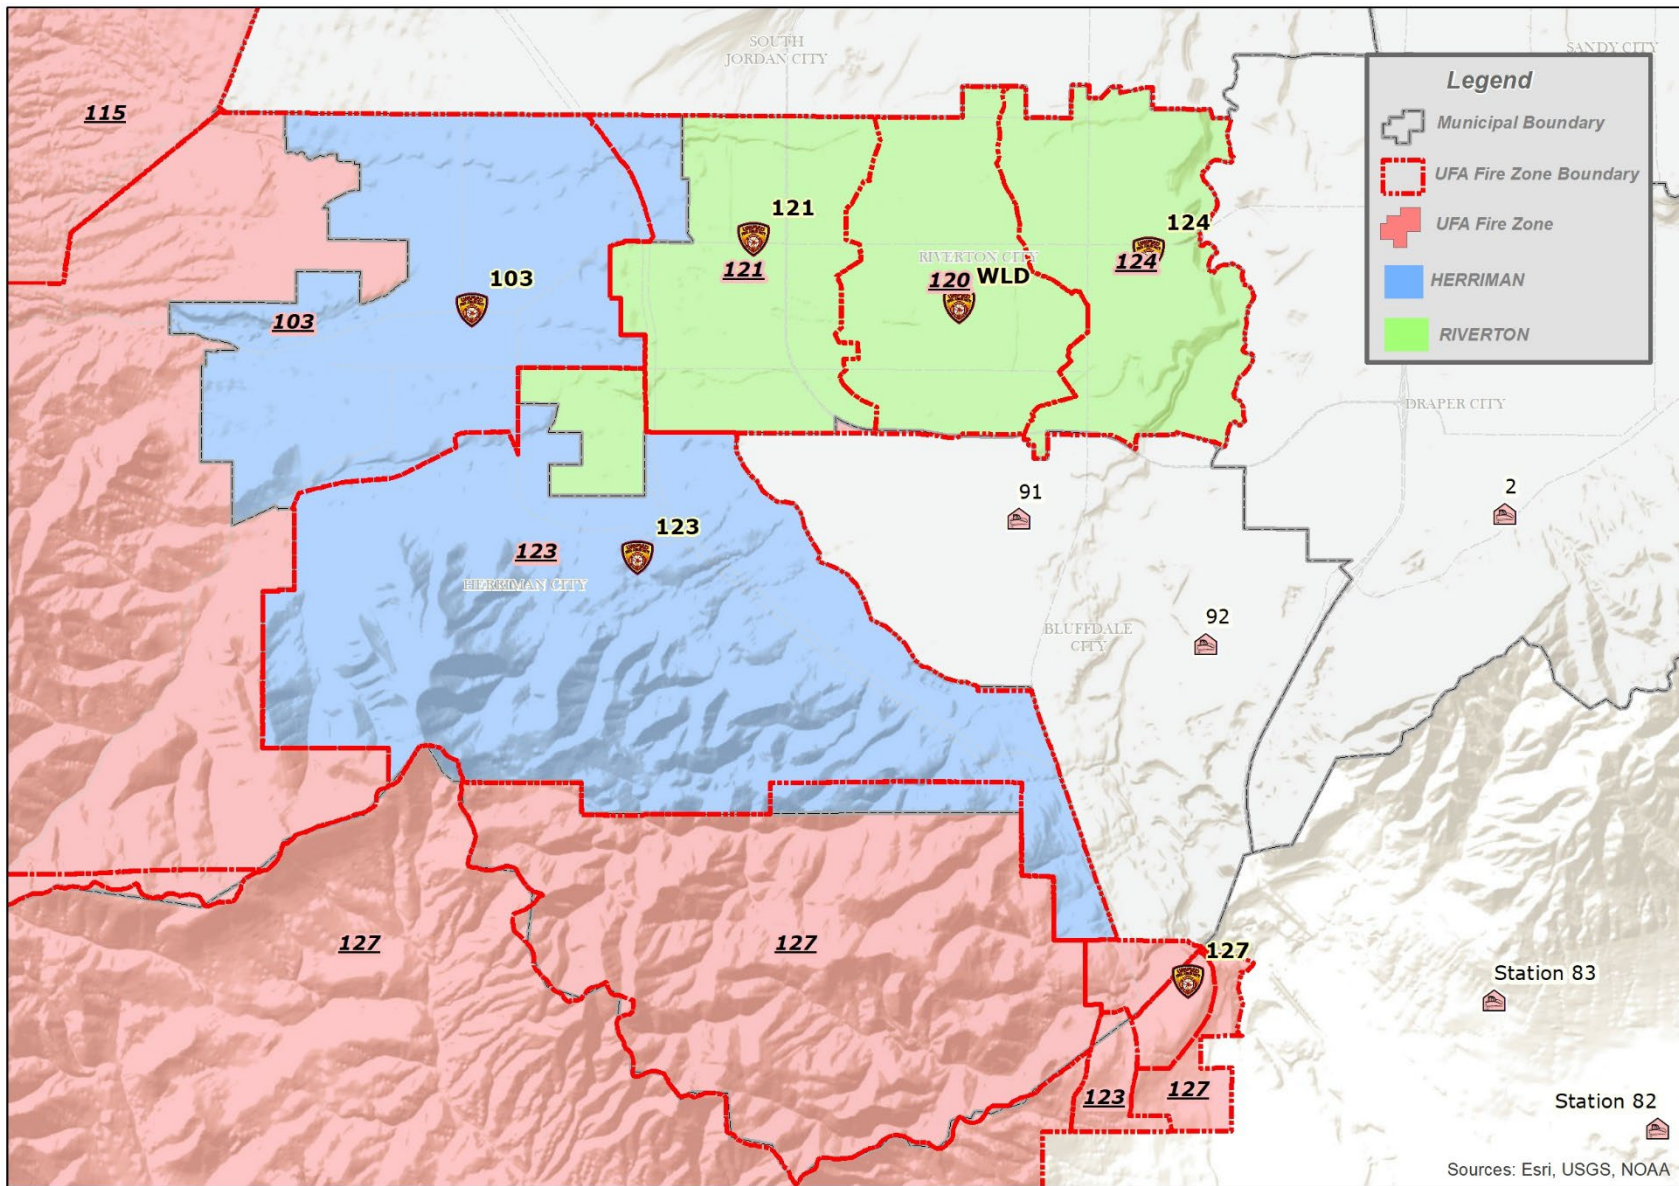 SOUTH
JORDAN CITY
SANDY CITY
Legend
Municipal Boundary
UFA Fire Zone Boundary
UFA Fire Zone
HERRIMAN
RIVERTON
115
121
124
121
RIVERTON CITY
124
120
WLD
103
103
DRAPER CITY
91
2
123
123
HERRIMAN CITY
92
BLUFFDALE
CITY
127
127
127
Station 83
123
127
Station 82
Sources: Esri, USGS, NOAA